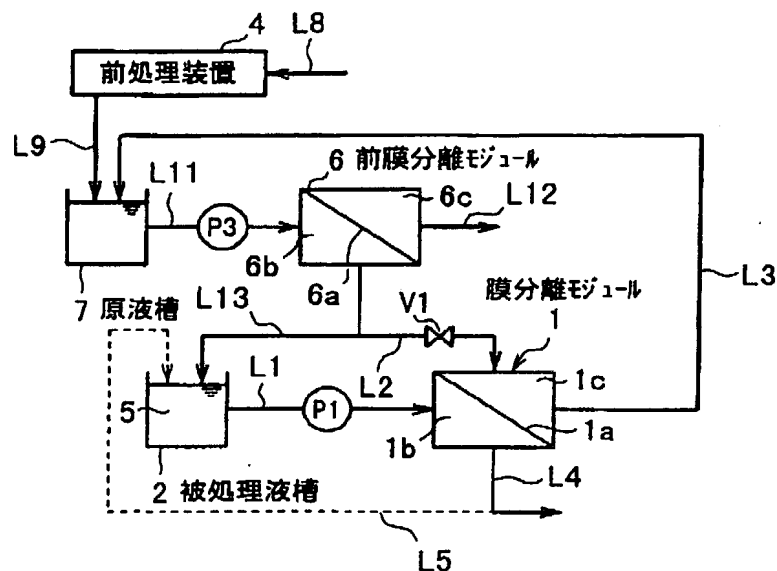 4
L8
前処理装置
L9
L11
6 前膜分離モジュール
6c
L12
P3
6b
6a
7 原液槽
L13
V1
膜分離モジュール
L3
1
L1
L2
1c
5
P1
1b
1a
2 被処理液槽
L4
L5